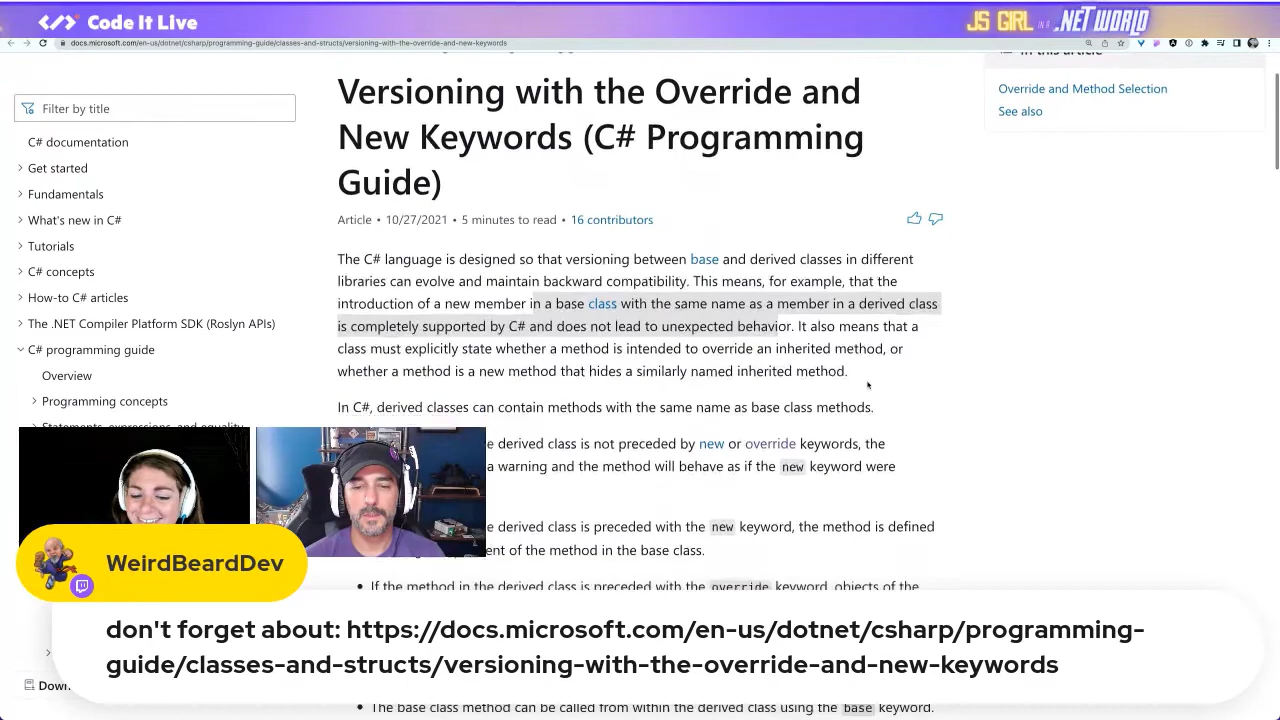 Code It Live
JS GIRL IN A .NET WORLD
docs.microsoft.com/en-us/dotnet/csharp/programming-guide/classes-and-structs/versioning-with-the-override-and-new-keywords
In this article
Override and Method Selection
See also
Filter by title
C# documentation
Get started
Fundamentals
What's new in C#
Tutorials
C# concepts
How-to C# articles
The .NET Compiler Platform SDK (Roslyn APIs)
C# programming guide
Overview
Programming concepts
Statements, expressions, and equality
Versioning with the Override and
New Keywords (C# Programming
Guide)
Article • 10/27/2021 • 5 minutes to read • 16 contributors
The C# language is designed so that versioning between base and derived classes in different
libraries can evolve and maintain backward compatibility. This means, for example, that the
introduction of a new member in a base class with the same name as a member in a derived class
is completely supported by C# and does not lead to unexpected behavior. It also means that a
class must explicitly state whether a method is intended to override an inherited method, or
whether a method is a new method that hides a similarly named inherited method.
In C#, derived classes can contain methods with the same name as base class methods.
derived class is not preceded by new or override keywords, the
a warning and the method will behave as if the new keyword were
derived class is preceded with the new keyword, the method is defined
ent of the method in the base class.
• If the method in the derived class is preceded with the override keyword, objects of the
WeirdBeardDev
don't forget about: https://docs.microsoft.com/en-us/dotnet/csharp/programming-
guide/classes-and-structs/versioning-with-the-override-and-new-keywords
Down
• The base class method can be called from within the derived class using the base keyword.